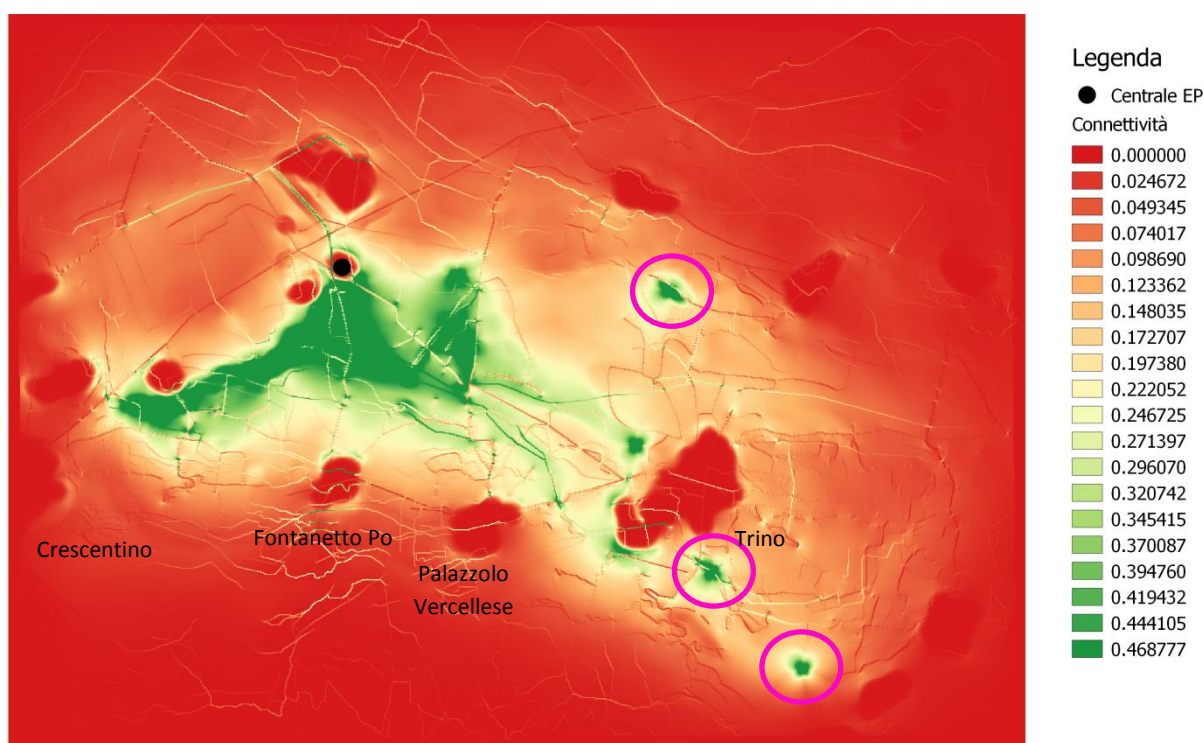 Crescentino
Fontanetto Po
Palazzolo
Vercellese
Trino
Legenda
Centrale EP
Connettività
0.000000
0.024672
0.049345
0.074017
0.098690
0.123362
0.148035
0.172707
0.197380
0.222052
0.246725
0.271397
0.296070
0.320742
0.345415
0.370087
0.394760
0.419432
0.444105
0.468777